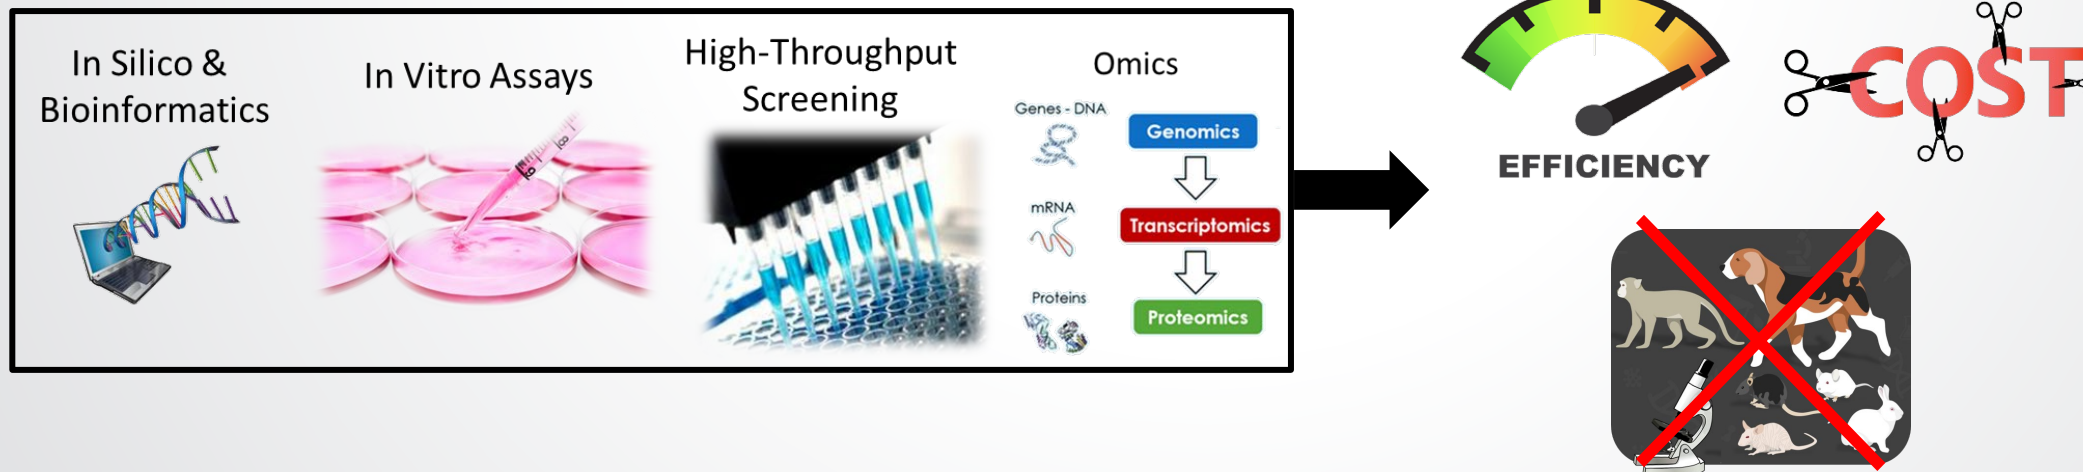 In Silico &
Bioinformatics
In Vitro Assays
High-Throughput
Screening
Omics
Genes - DNA
Genomics
mRNA
Transcriptomics
Proteins
Proteomics
EFFICIENCY
COST